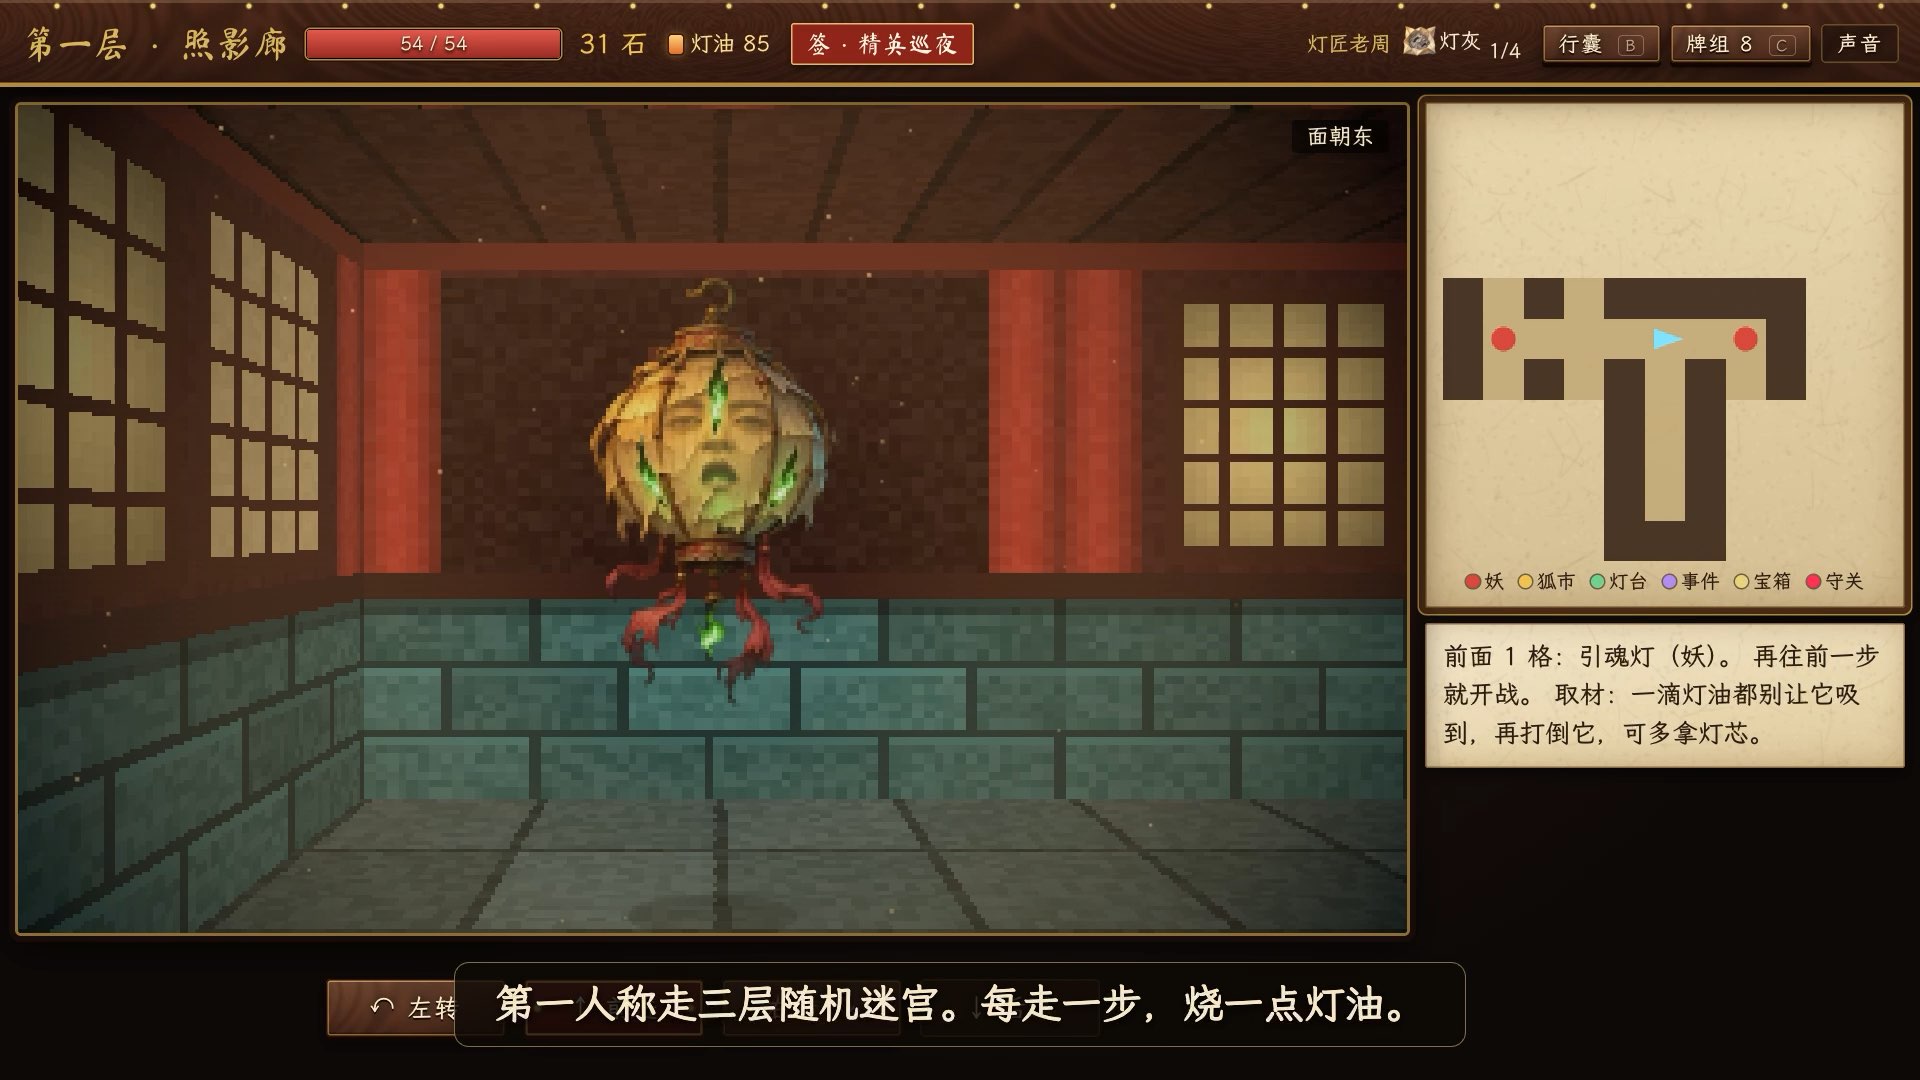 第一层 · 照影廊
54 / 54
31 石
灯油 85
签 · 精英巡夜
灯匠老周
灯灰 1/4
行囊 B
牌组 8 C
声音
面朝东
妖 狐市 灯台 事件 宝箱 守关
前面 1 格：引魂灯（妖）。 再往前一步
就开战。 取材：一滴灯油都别让它吸
到，再打倒它，可多拿灯芯。
左转
第一人称走三层随机迷宫。每走一步，烧一点灯油。